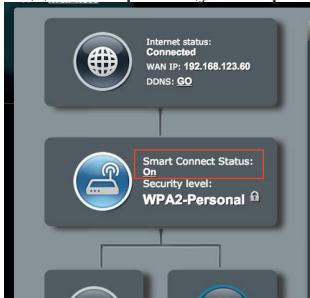 Internet status:
Connected
WAN IP: 192.168.123.60
DDNS: GO
Smart Connect Status:
On
Security level:
WPA2-Personal